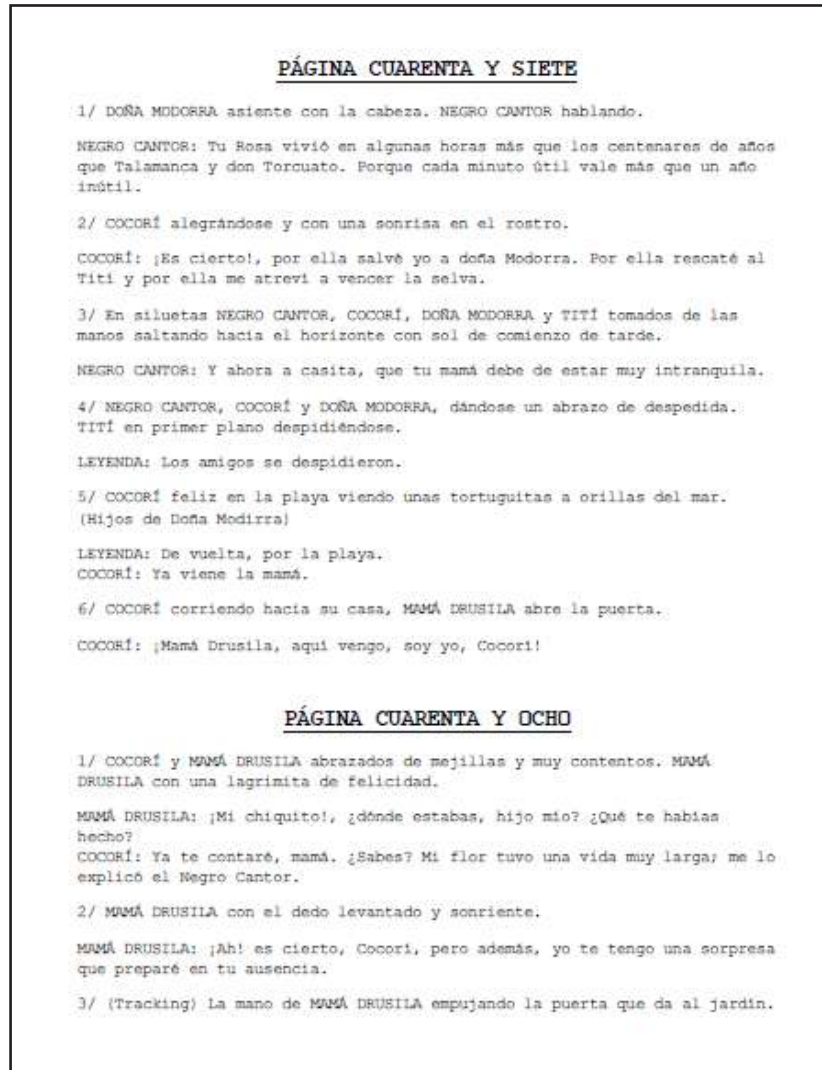 PÁGINA CUARENTA Y SIETE
1/ DOÑA MODORRA asiente con la cabeza. NEGRO CANTOR hablando.
NEGRO CANTOR: Tu Rosa vivió en algunas horas más que los centenares de años
que Talamanca y don Torcuato. Porque cada minuto útil vale más que un año
inútil.
2/ COCORÍ alegrándose y con una sonrisa en el rostro.
COCORÍ: ¡Es cierto!, por ella salvé yo a doña Modorra. Por ella rescaté al
Tití y por ella me atreví a vencer la selva.
3/ En siluetas NEGRO CANTOR, COCORÍ, DOÑA MODORRA y TITÍ tomados de las
manos saltando hacia el horizonte con sol de comienzo de tarde.
NEGRO CANTOR: Y ahora a casita, que tu mamá debe de estar muy intranquila.
4/ NEGRO CANTOR, COCORÍ y DOÑA MODORRA, dándose un abrazo de despedida.
TITÍ en primer plano despidiéndose.
LEYENDA: Los amigos se despidieron.
5/ COCORÍ feliz en la playa viendo unas tortuguitas a orillas del mar.
(Hijos de Doña Modirra)
LEYENDA: De vuelta, por la playa.
COCORÍ: Ya viene la mamá.
6/ COCORÍ corriendo hacia su casa, MAMÁ DRUSILA abre la puerta.
COCORÍ: ¡Mamá Drusila, aquí vengo, soy yo, Cocorí!
PÁGINA CUARENTA Y OCHO
1/ COCORÍ y MAMÁ DRUSILA abrazados de mejillas y muy contentos. MAMÁ
DRUSILA con una lagrimita de felicidad.
MAMÁ DRUSILA: ¡Mi chiquito!, ¿dónde estabas, hijo mío? ¿Qué te habías
hecho?
COCORÍ: Ya te contaré, mamá. ¿Sabes? Mi flor tuvo una vida muy larga; me lo
explicó el Negro Cantor.
2/ MAMÁ DRUSILA con el dedo levantado y sonriente.
MAMÁ DRUSILA: ¡Ah! es cierto, Cocorí, pero además, yo te tengo una sorpresa
que preparé en tu ausencia.
3/ (Tracking) La mano de MAMÁ DRUSILA empujando la puerta que da al jardín.